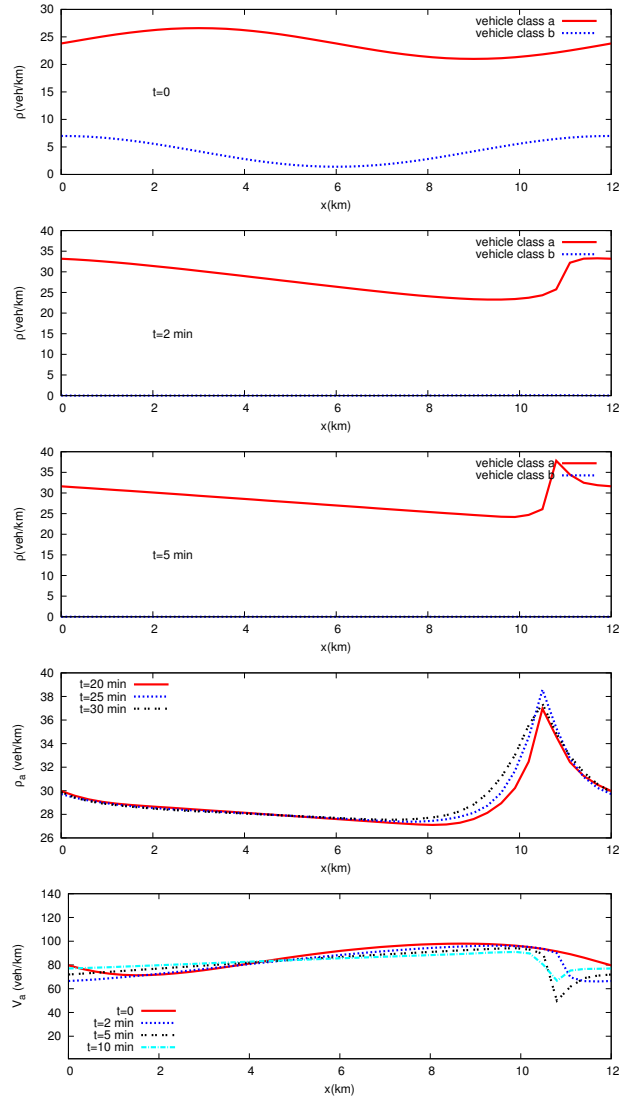 30
25
20
15
10
5
0
ρ(veh/km)
vehicle class a
vehicle class b
t=0
0 2 4 6 8 10 12
x(km)
40
35
30
25
20
15
10
5
0
ρ(veh/km)
vehicle class a
vehicle class b
t=2 min
0 2 4 6 8 10 12
x(km)
40
35
30
25
20
15
10
5
0
ρ(veh/km)
vehicle class a
vehicle class b
t=5 min
0 2 4 6 8 10 12
x(km)
40
38
36
34
32
30
28
26
ρa (veh/km)
t=20 min
t=25 min
t=30 min
0 2 4 6 8 10 12
x(km)
140
120
100
80
60
40
20
Va (veh/km)
t=0
t=2 min
t=5 min
t=10 min
0 2 4 6 8 10 12
x(km)